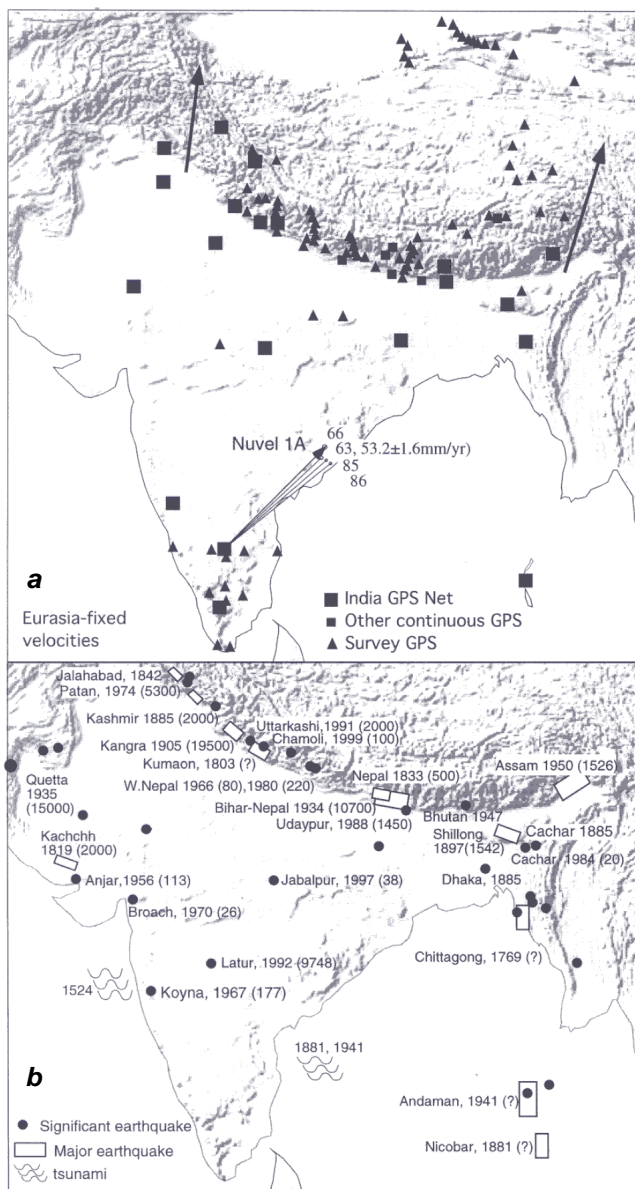 Nuvel 1A
66
63, 53.2±1.6mm/yr)
85
86
a
Eurasia-fixed
velocities
India GPS Net
Other continuous GPS
Survey GPS
Jalahabad, 1842
Patan, 1974 (5300)
Kashmir 1885 (2000)
Uttarkashi,1991 (2000)
Kangra 1905 (19500)
Chamoli, 1999 (100)
Kumaon, 1803 (?)
Nepal 1833 (500)
Assam 1950 (1526)
Quetta
1935
(15000)
W.Nepal 1966 (80),1980 (220)
Bihar-Nepal 1934 (10700)
Udaypur, 1988 (1450)
Bhutan 1947
Shillong
1897(1542)
Cachar 1885
Cachar, 1984 (20)
Kachchh
1819 (2000)
Anjar,1956 (113)
Jabalpur, 1997 (38)
Dhaka, 1885
Broach, 1970 (26)
Chittagong, 1769 (?)
Latur, 1992 (9748)
1524
Koyna, 1967 (177)
1881, 1941
b
Andaman, 1941 (?)
Significant earthquake
Major earthquake
Nicobar, 1881 (?)
tsunami